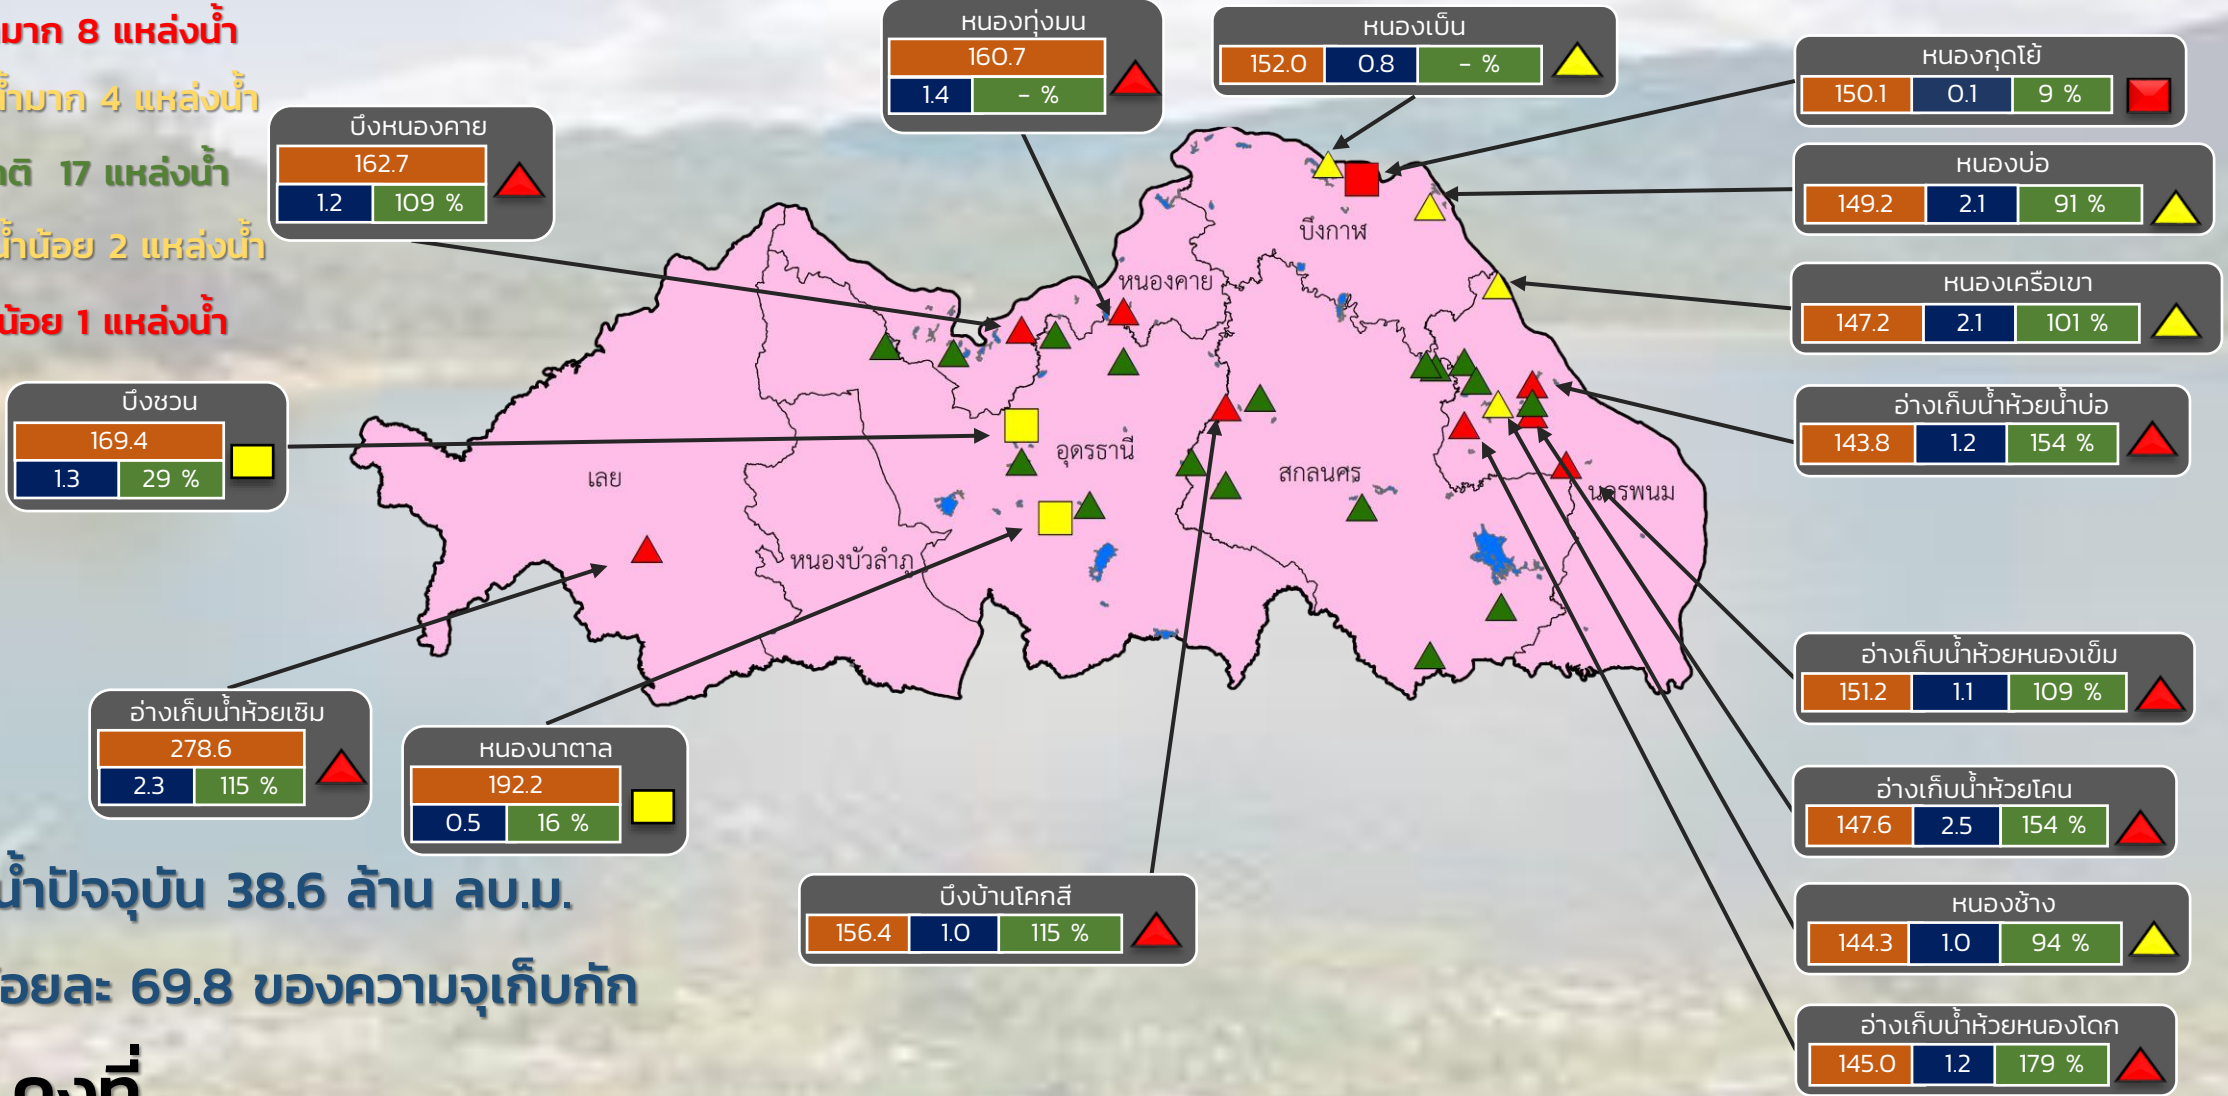 มาก 8 แหล่งน้ำ
น้ำมาก 4 แหล่งน้ำ
17 แหล่งน้ำ
น้ำน้อย 2 แหล่งน้ำ
น้อย 1 แหล่งน้ำ
หนองทุ่งมน
160.7
1.4 - %
หนองเบ็น
152.0 0.8 - %
หนองกุดโย้
150.1 0.1 9 %
บึงหนองคาย
162.7
1.2 109 %
หนองบ่อ
149.2 2.1 91 %
หนองเครือเขา
147.2 2.1 101 %
บึงชวน
169.4
1.3 29 %
อ่างเก็บน้ำห้วยน้ำบ่อ
143.8 1.2 154 %
บึงกาฬ
หนองคาย
อุดรธานี
เลย
สกลนคร
นครพนม
หนองบัวลำภู
อ่างเก็บน้ำห้วยหนองเข็ม
151.2 1.1 109 %
อ่างเก็บน้ำห้วยเซิม
278.6
2.3 115 %
หนองนาตาล
192.2
0.5 16 %
อ่างเก็บน้ำห้วยโคน
147.6 2.5 154 %
บึงบ้านโคกสี
156.4 1.0 115 %
หนองช้าง
144.3 1.0 94 %
อ่างเก็บน้ำห้วยหนองโดก
145.0 1.2 179 %
น้ำปัจจุบัน 38.6 ล้าน ลบ.ม.
69.8 ของความจุเก็บกัก